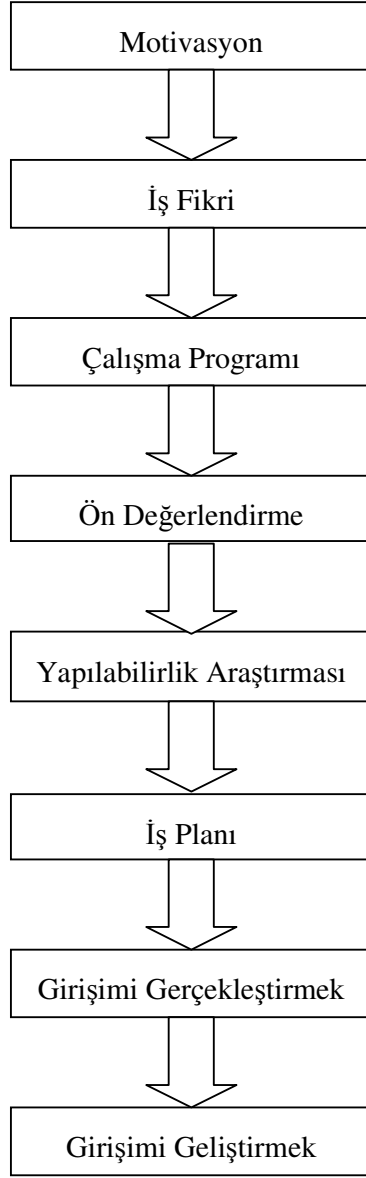 Motivasyon
İş Fikri
Çalışma Programı
Ön Değerlendirme
Yapılabilirlik Araştırması
İş Planı
Girişimi Gerçekleştirmek
Girişimi Geliştirmek